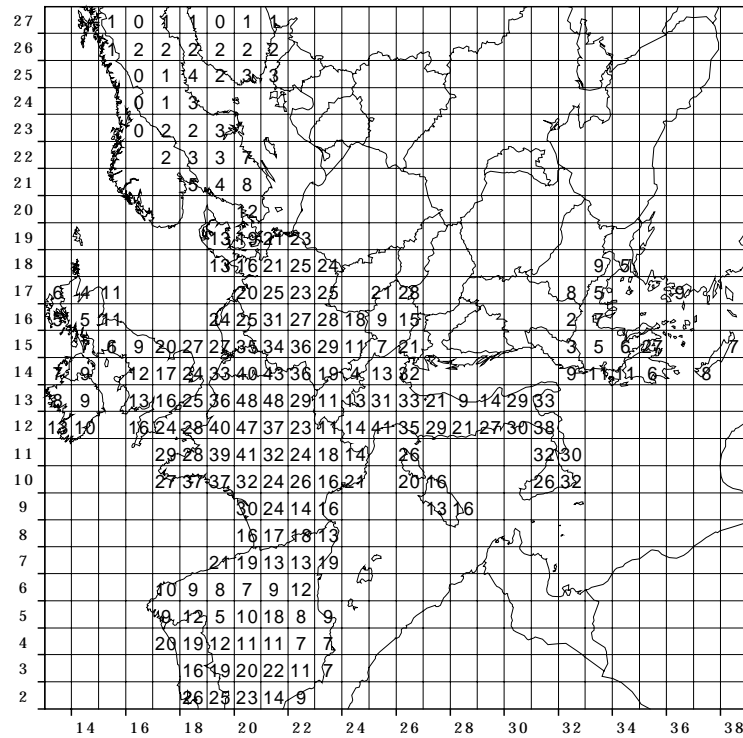 27 1 0 1 1 0 1 1
26 1 2 2 2 2 2 2
25 0 1 4 2 3 3
24 0 1 3
23 0 2 2 3
22 2 3 3 7
21 5 4 8
20 12
19 13 19 21 23
18 13 16 21 25 24 9 5
17 6 4 11 20 25 23 25 21 28 8 5 9
16 5 11 24 25 31 27 28 18 9 15 2 7
15 6 9 20 27 27 35 34 36 29 11 7 21 3 5 6 27 7
14 7 9 12 17 24 33 40 43 36 19 4 13 32 9 11 11 6 8
13 8 9 13 16 25 36 48 48 29 11 13 31 33 21 9 14 29 33
12 13 10 16 24 28 40 47 37 23 11 14 41 35 29 21 27 30 38
11 29 28 39 41 32 24 18 14 26 32 30
10 27 37 37 32 24 26 16 21 20 16 26 32
9 30 24 14 16 13 16
8 16 17 18 13
7 21 19 13 13 19
6 10 9 8 7 9 12
5 9 12 5 10 18 8 9
4 20 19 12 11 11 7 7
3 16 19 20 22 11 7
2 26 25 23 14 9
14 16 18 20 22 24 26 28 30 32 34 36 38